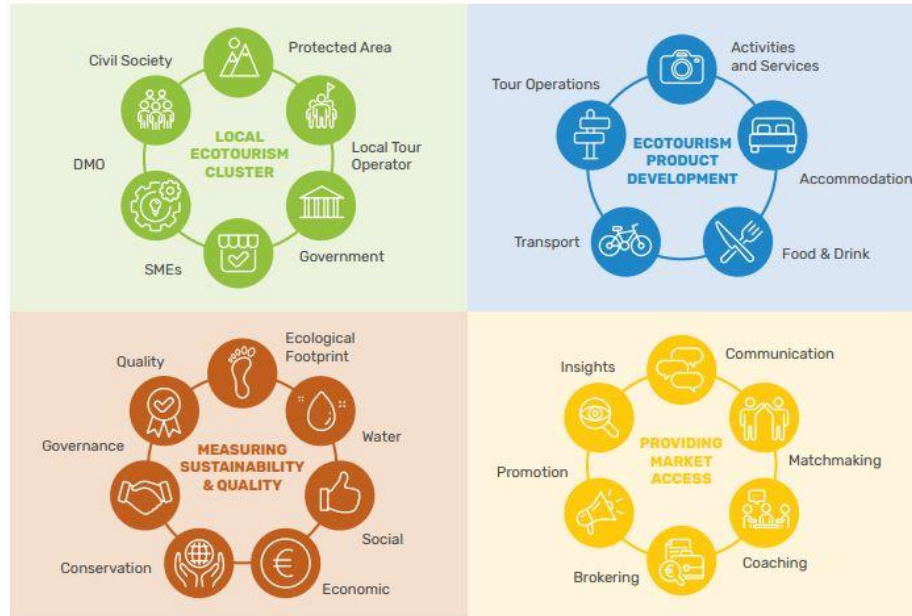 Protected Area
Civil Society
LOCAL
ECOTOURISM
CLUSTER
Local Tour
Operator
DMO
Government
SMEs
Activities
and Services
Tour Operations
ECOTOURISM
PRODUCT
DEVELOPMENT
Accommodation
Transport
Food & Drink
Ecological
Footprint
Quality
Water
Governance
MEASURING
SUSTAINABILITY
& QUALITY
Social
Conservation
Economic
Communication
Insights
PROVIDING
MARKET
ACCESS
Matchmaking
Promotion
Coaching
Brokering